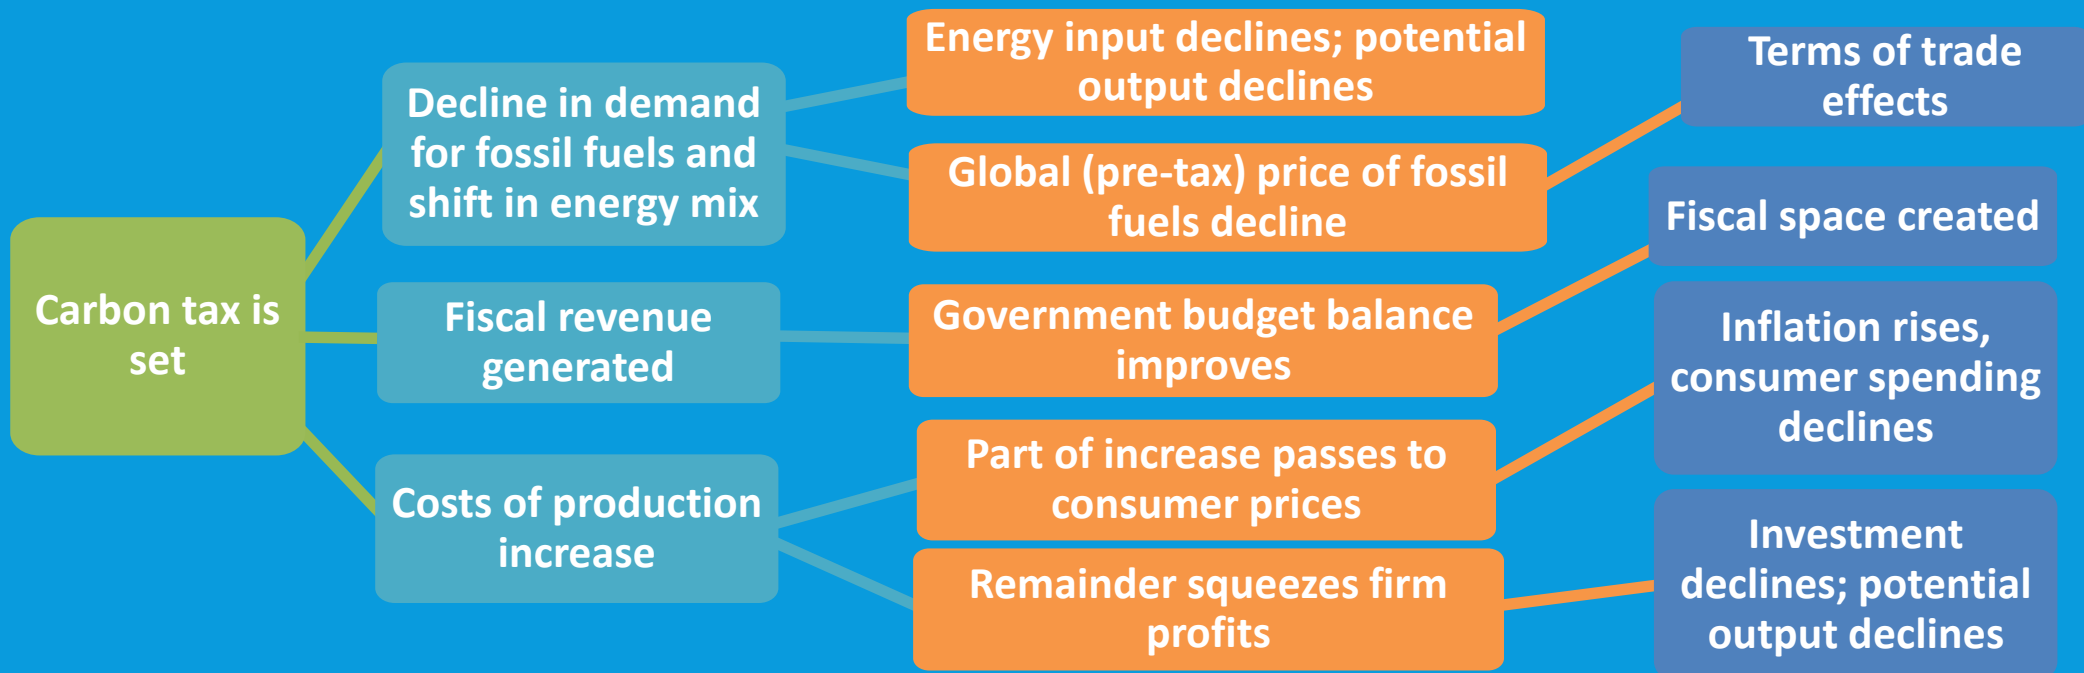 Carbon tax is
set
Decline in demand
for fossil fuels and
shift in energy mix
Fiscal revenue
generated
Costs of production
increase
Energy input declines; potential
output declines
Global (pre-tax) price of fossil
fuels decline
Government budget balance
improves
Part of increase passes to
consumer prices
Remainder squeezes firm
profits
Terms of trade
effects
Fiscal space created
Inflation rises,
consumer spending
declines
Investment
declines; potential
output declines